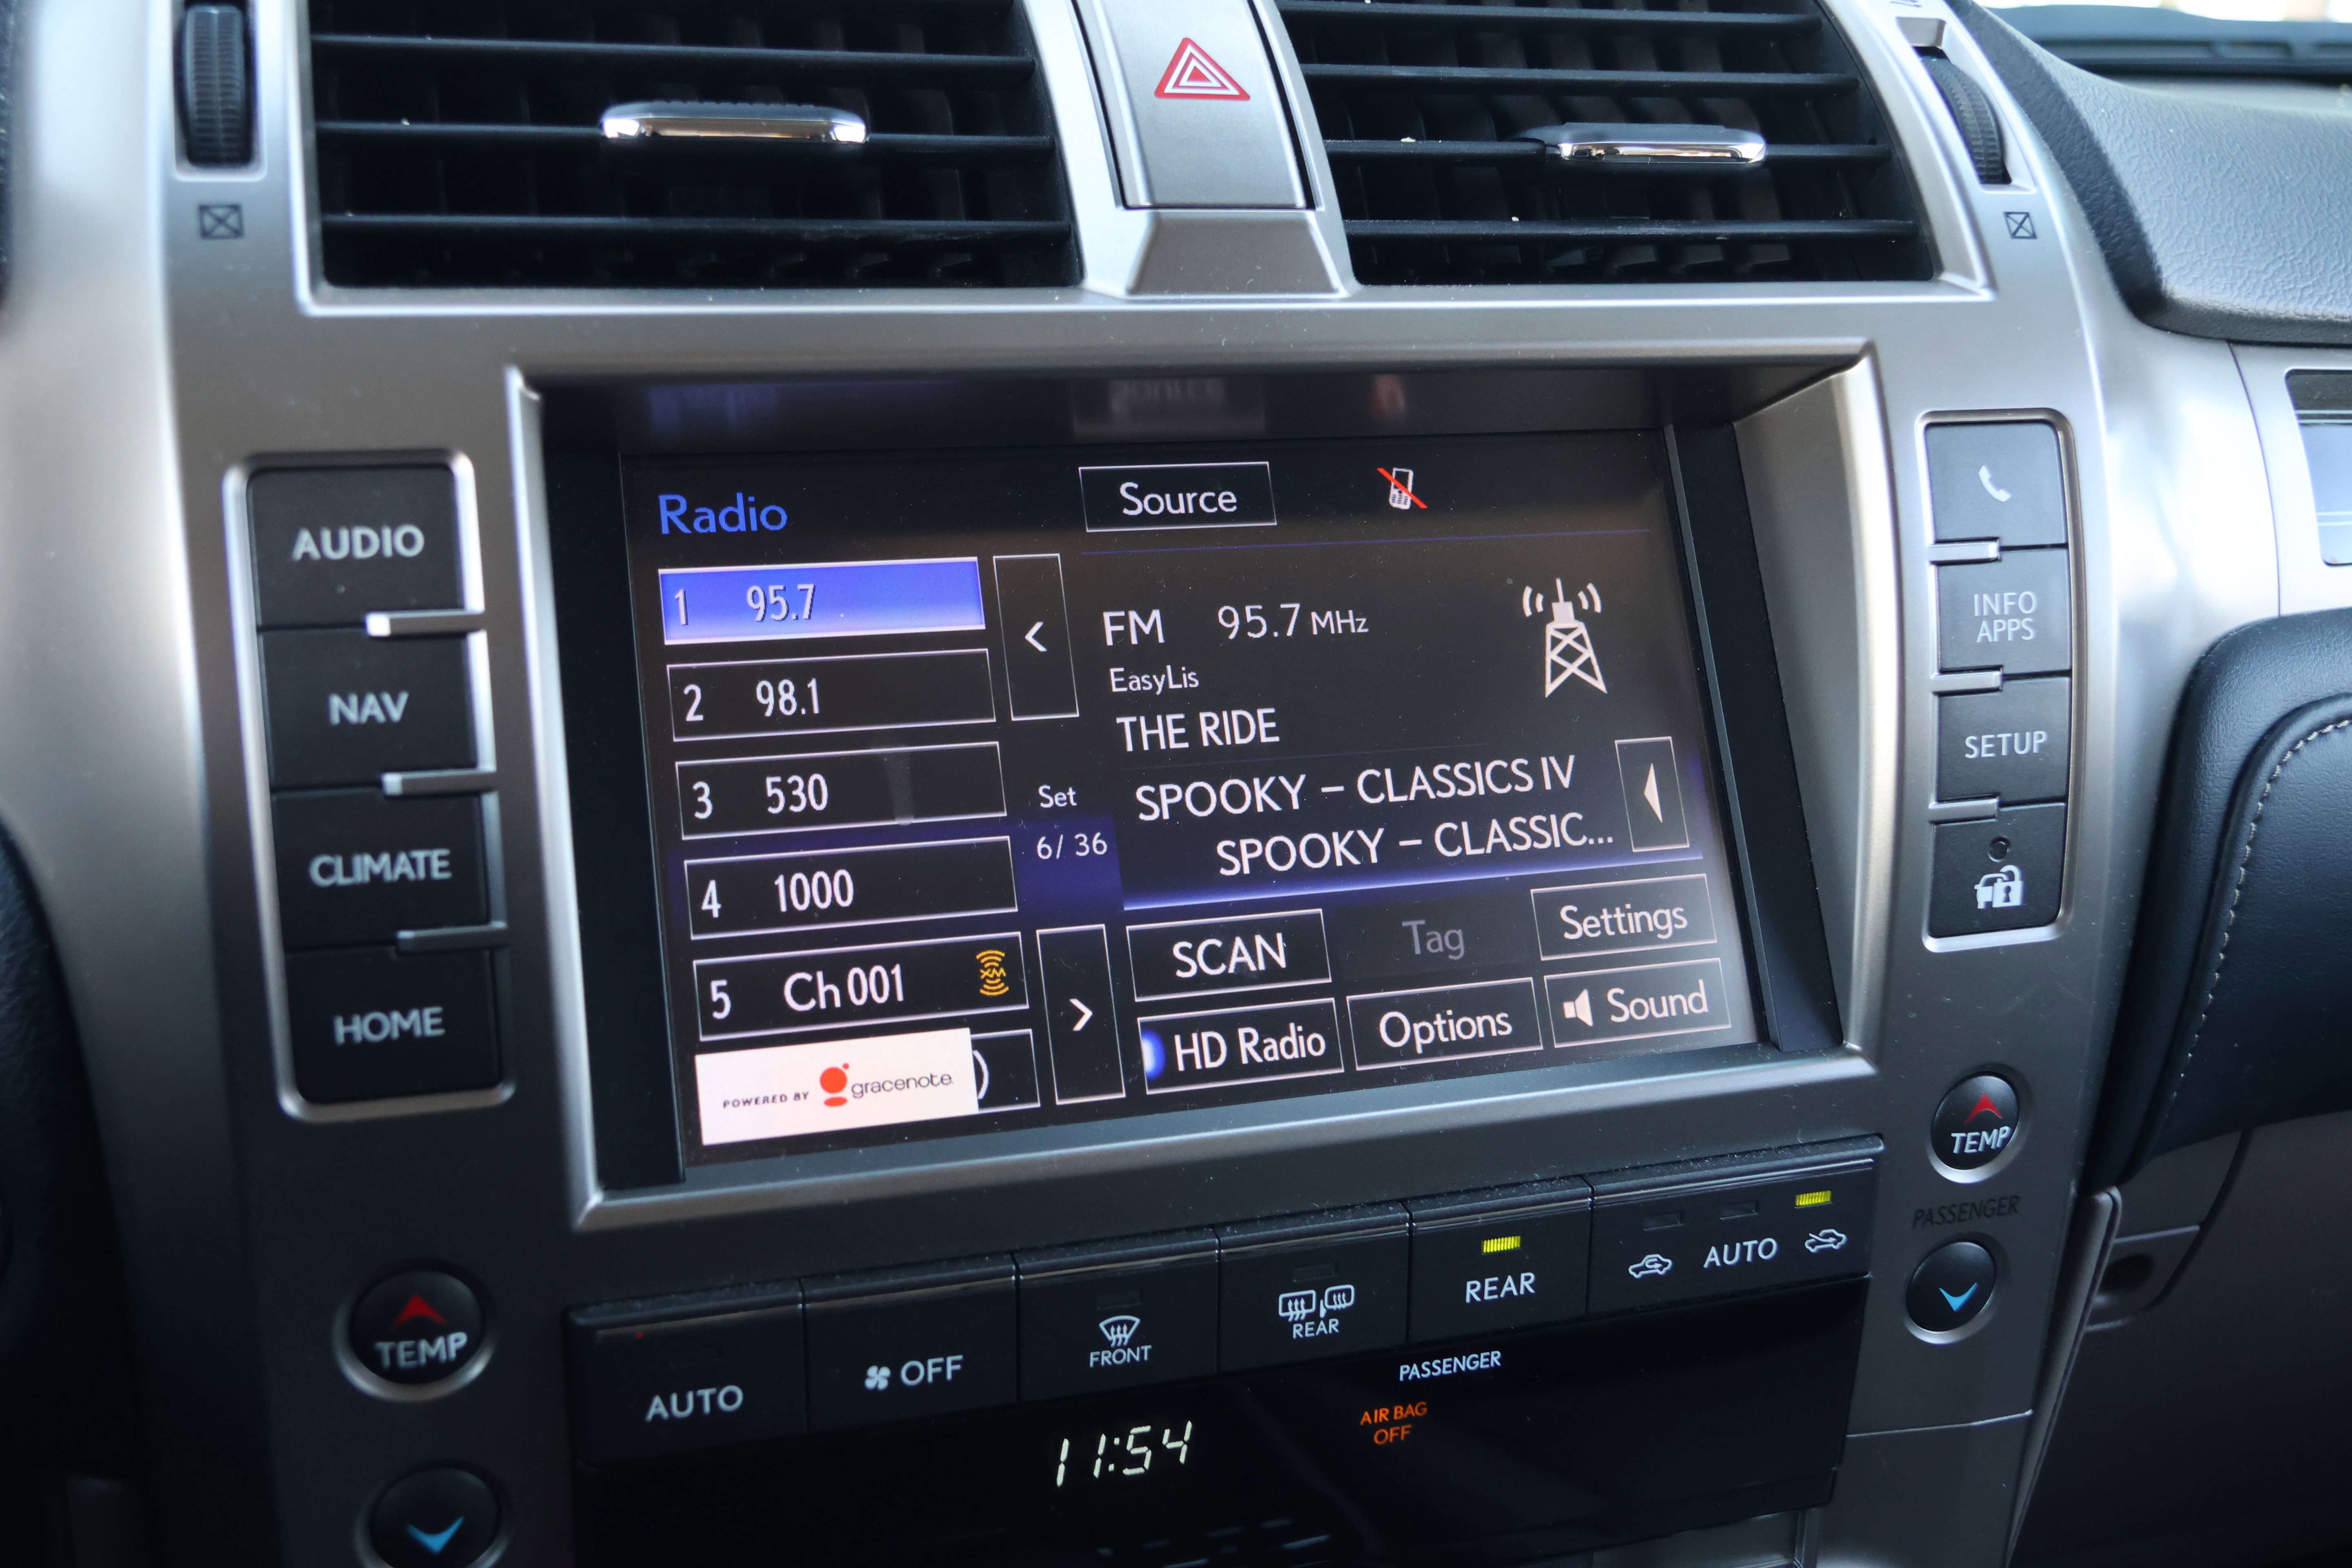 Radio
Source
1 95.7
2 98.1
3 530
4 1000
5 Ch 001
XM
POWERED BY gracenote.
)
<
Set
6/ 36
>
FM 95.7 MHz
EasyLis
THE RIDE
SPOOKY – CLASSICS IV
SPOOKY – CLASSIC...
SCAN
Tag
Settings
HD Radio
Options
Sound
AUDIO
NAV
CLIMATE
HOME
INFO
APPS
SETUP
TEMP
PASSENGER
TEMP
AUTO
OFF
FRONT
REAR
REAR
AUTO
PASSENGER
AIR BAG
OFF
11:54